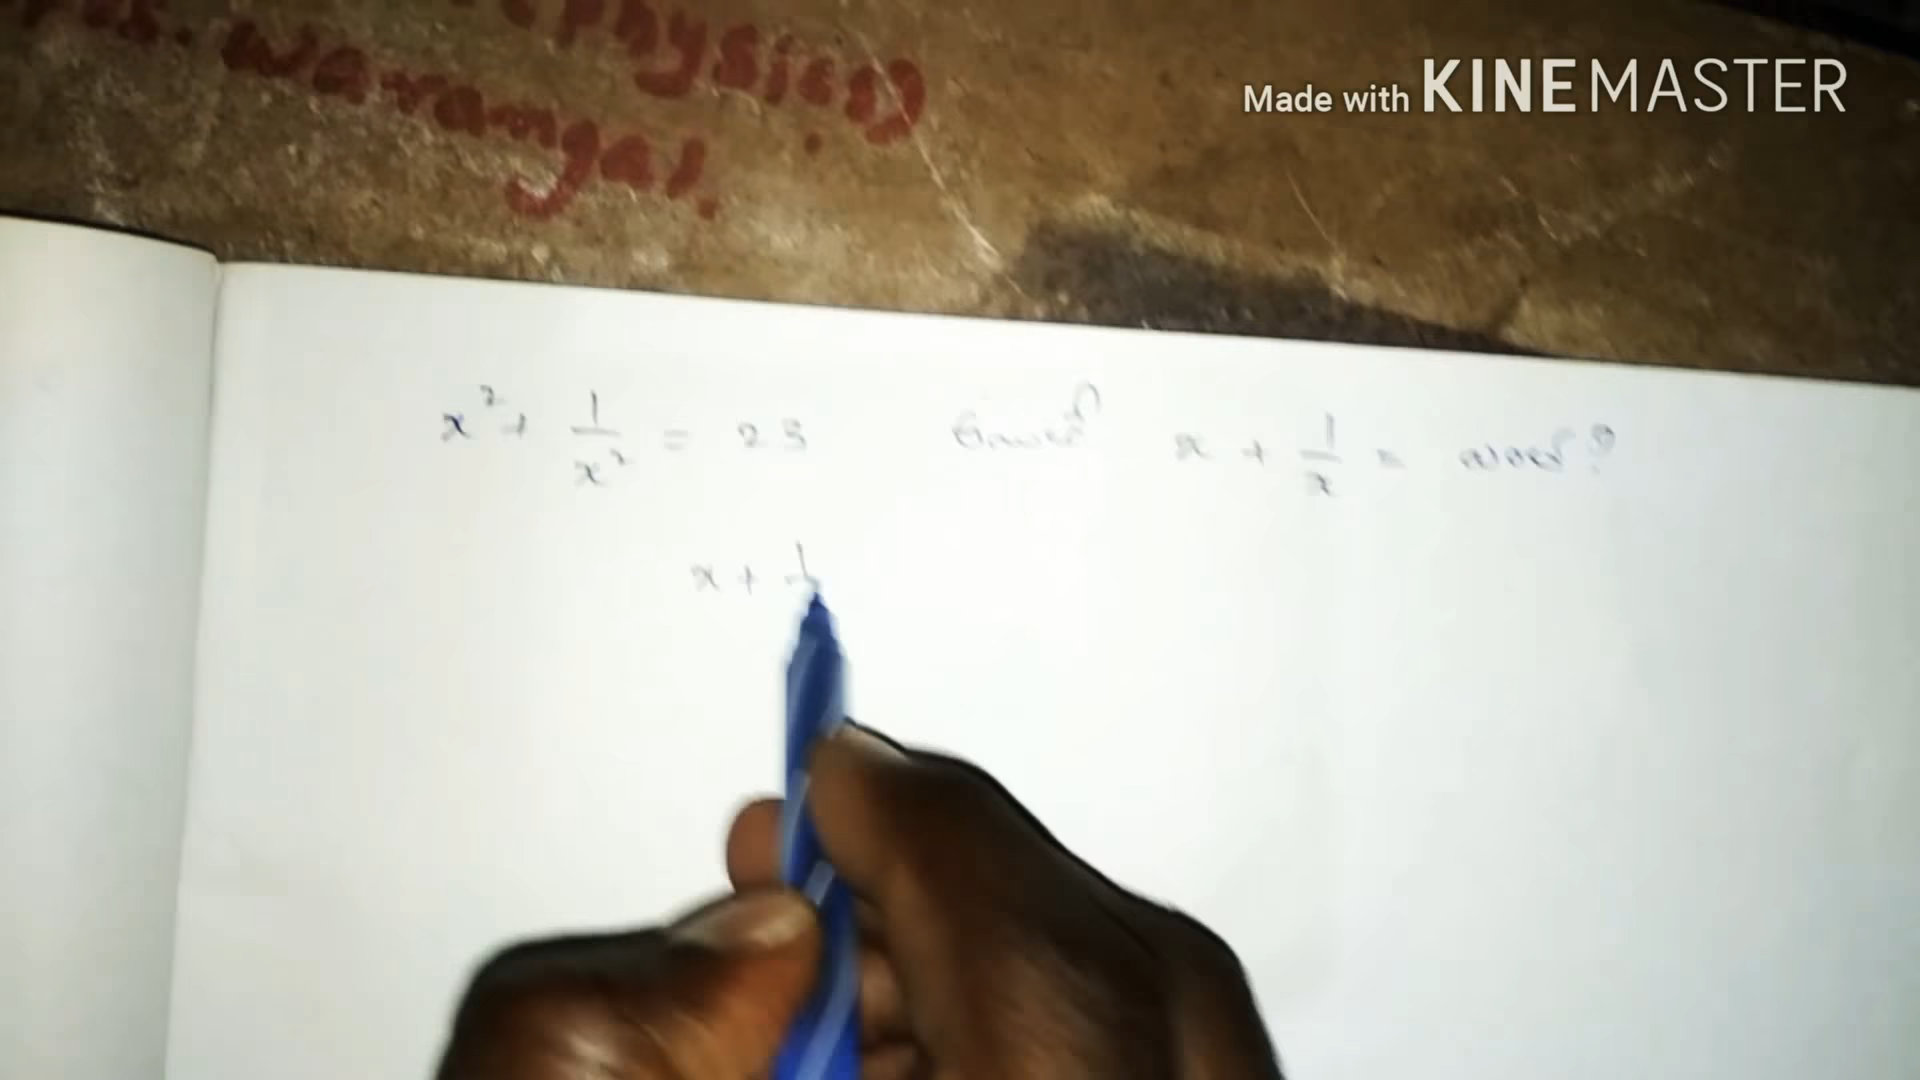 Physics)
Warangal.
Made with KINEMASTER
x² + 1/x² = 23 x + 1/x = ?
x + 1